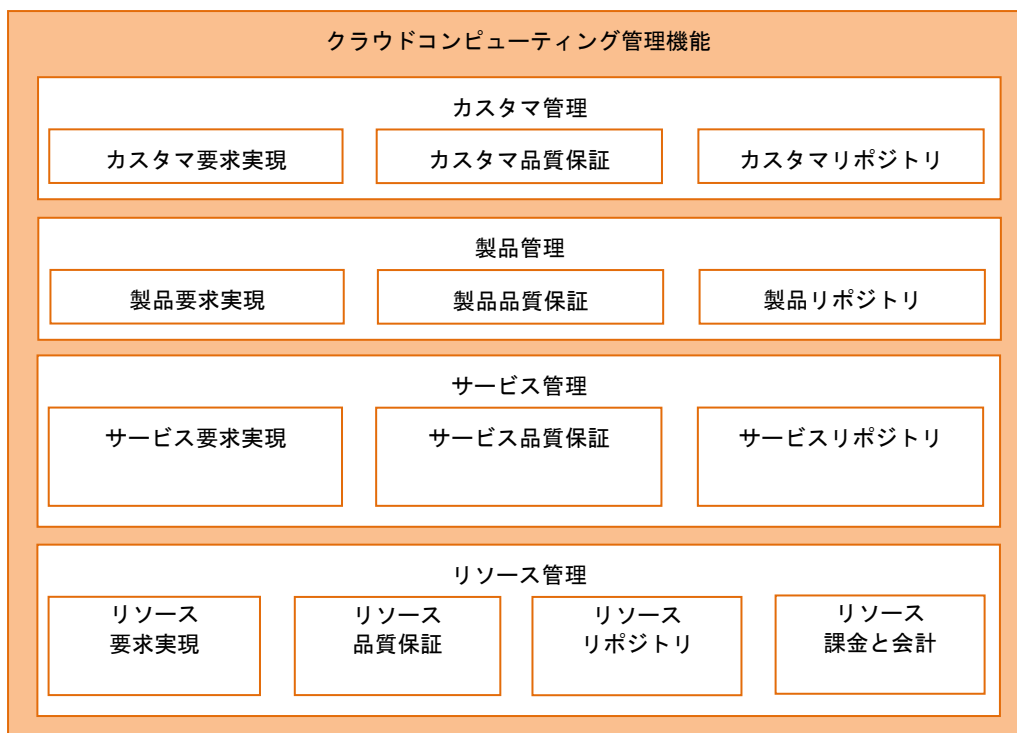 クラウドコンピューティング管理機能
カスタマ管理
カスタマ要求実現
カスタマ品質保証
カスタマリポジトリ
製品管理
製品要求実現
製品品質保証
製品リポジトリ
サービス管理
サービス要求実現
サービス品質保証
サービスリポジトリ
リソース管理
リソース
要求実現
リソース
品質保証
リソース
リポジトリ
リソース
課金と会計